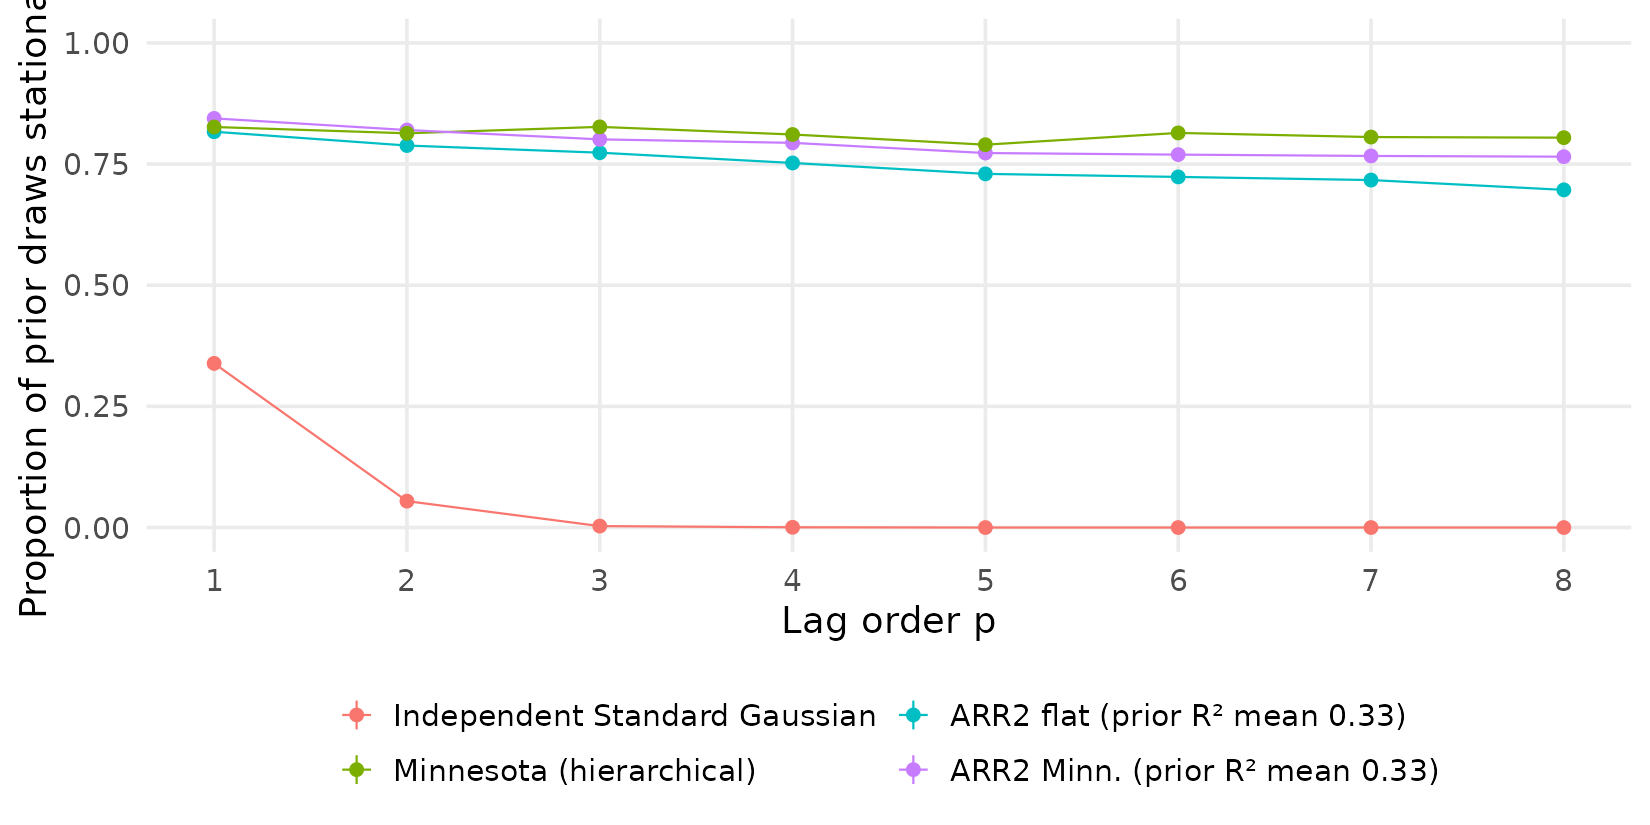 Proportion of prior draws
1.00
0.75
0.50
0.25
0.00
1 2 3 4 5 6 7 8
Lag order p
Independent Standard Gaussian
ARR2 flat (prior R² mean 0.33)
Minnesota (hierarchical)
ARR2 Minn. (prior R² mean 0.33)